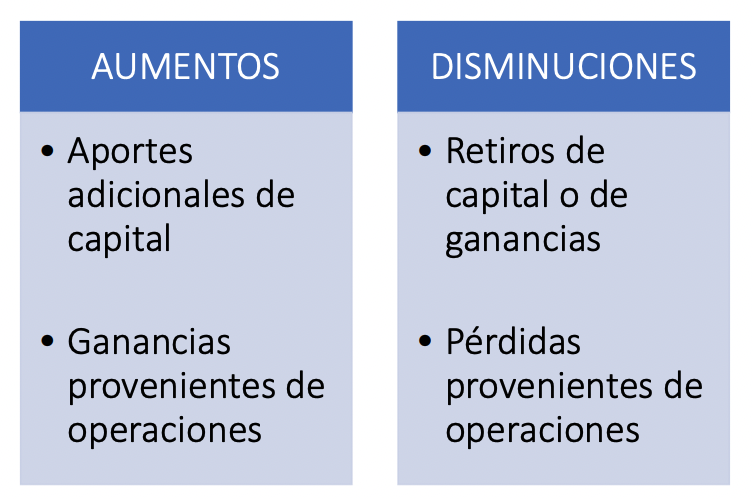 AUMENTOS
• Aportes
adicionales de
capital
• Ganancias
provenientes de
operaciones
DISMINUCIONES
• Retiros de
capital o de
ganancias
• Pérdidas
provenientes de
operaciones